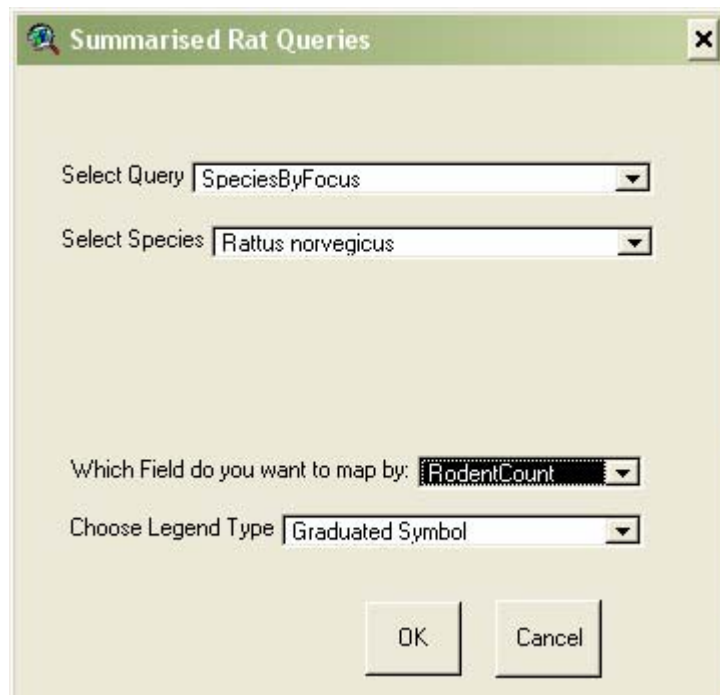 Summarised Rat Queries
Select Query SpeciesByFocus
Select Species Rattus norvegicus
Which Field do you want to map by: RodentCount
Choose Legend Type Graduated Symbol
OK Cancel